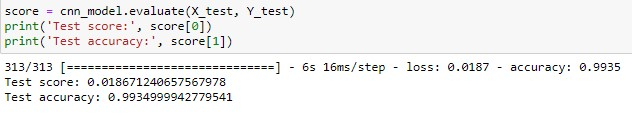 score = cnn_model.evaluate(X_test, Y_test)
print('Test score:', score[0])
print('Test accuracy:', score[1])
313/313 [==============================] - 6s 16ms/step - loss: 0.0187 - accuracy: 0.9935
Test score: 0.018671240657567978
Test accuracy: 0.9934999942779541